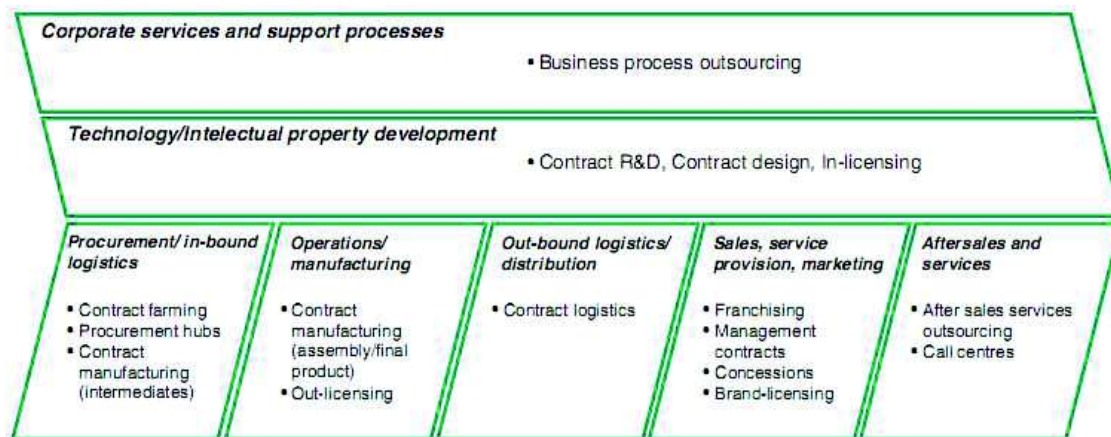 Corporate services and support processes
▪ Business process outsourcing
Technology/Intelectual property development
▪ Contract R&D, Contract design, In-licensing
Procurement/ in-bound
logistics
▪ Contract farming
▪ Procurement hubs
▪ Contract
manufacturing
(intermediates)
Operations/
manufacturing
▪ Contract
manufacturing
(assembly/final
product)
▪ Out-licensing
Out-bound logistics/
distribution
▪ Contract logistics
Sales, service
provision, marketing
▪ Franchising
▪ Management
contracts
▪ Concessions
▪ Brand-licensing
Aftersales and
services
▪ After sales services
outsourcing
▪ Call centres